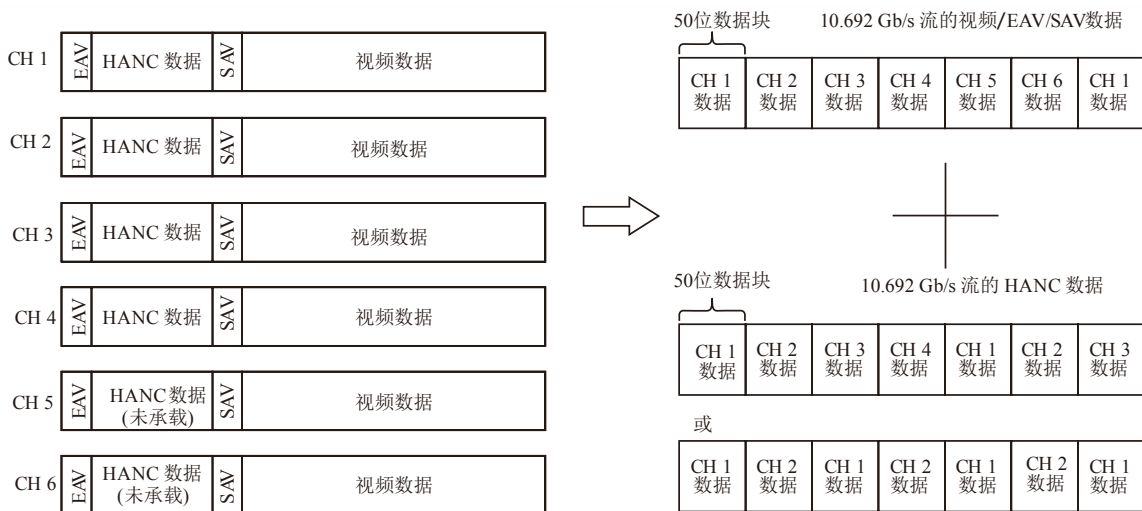 CH 1
EAV
HANC 数据
SAV
视频数据
CH 2
EAV
HANC 数据
SAV
视频数据
CH 3
EAV
HANC 数据
SAV
视频数据
CH 4
EAV
HANC 数据
SAV
视频数据
CH 5
EAV
HANC 数据
(未承载)
SAV
视频数据
CH 6
EAV
HANC 数据
(未承载)
SAV
视频数据
50位数据块 10.692 Gb/s 流的视频/EAV/SAV数据
CH 1 CH 2 CH 3 CH 4 CH 5 CH 6 CH 1
数据 数据 数据 数据 数据 数据 数据
50位数据块 10.692 Gb/s 流的 HANC 数据
CH 1 CH 2 CH 3 CH 4 CH 1 CH 2 CH 3
数据 数据 数据 数据 数据 数据 数据
或
CH 1 CH 2 CH 1 CH 2 CH 1 CH 2 CH 1
数据 数据 数据 数据 数据 数据 数据